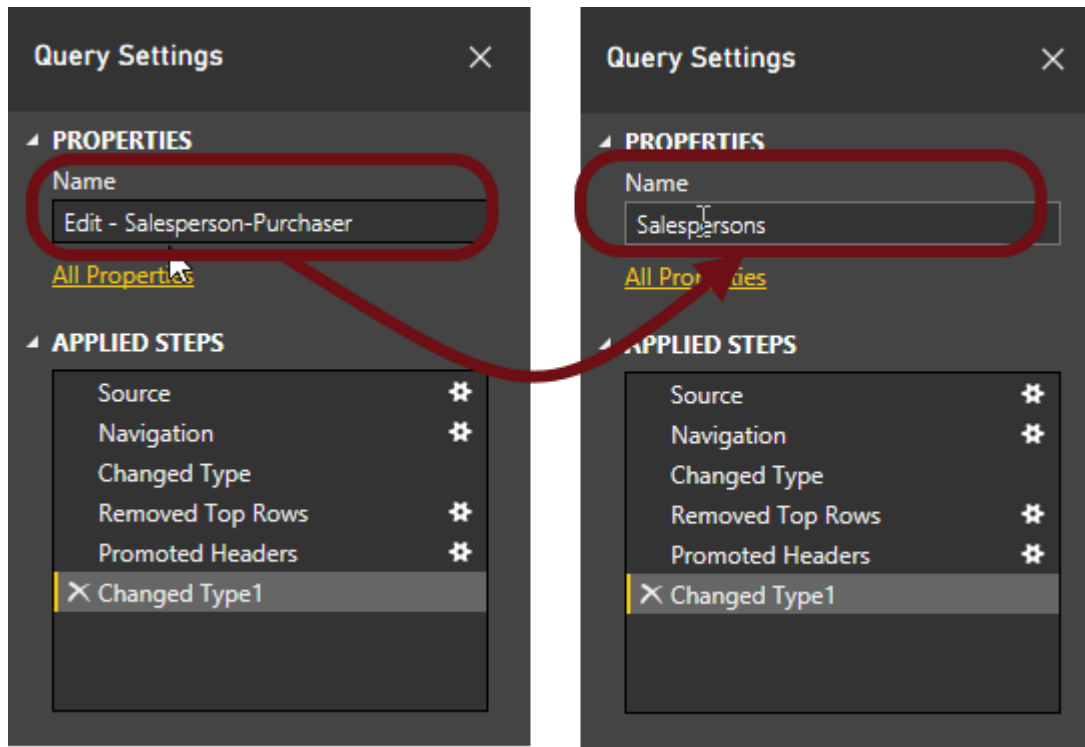 Query Settings
PROPERTIES
Name
Edit - Salesperson-Purchaser
All Properties
APPLIED STEPS
Source
Navigation
Changed Type
Removed Top Rows
Promoted Headers
Changed Type1
Query Settings
PROPERTIES
Name
Salespersons
All Properties
APPLIED STEPS
Source
Navigation
Changed Type
Removed Top Rows
Promoted Headers
Changed Type1